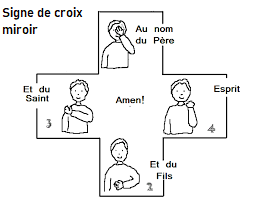 Signe de croix
miroir
Au nom
du Père
Et du
Saint
3
Amen!
Esprit
4
Et du
Fils
2